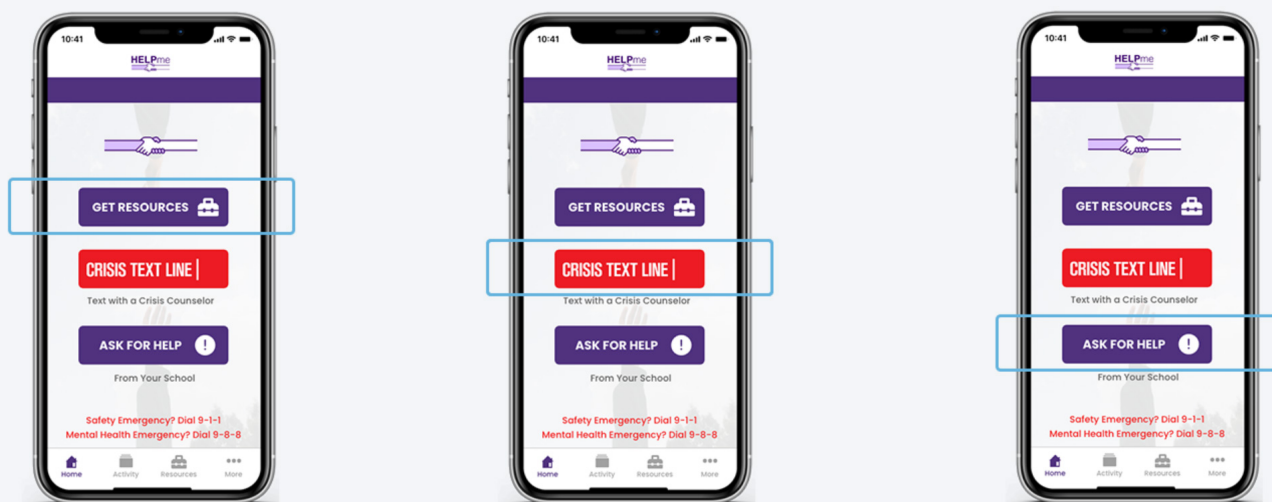 10:41
HELPme
GET RESOURCES
CRISIS TEXT LINE |
Text with a Crisis Counselor
ASK FOR HELP !
From Your School
Safety Emergency? Dial 9-1-1
Mental Health Emergency? Dial 9-8-8
Home Activity Resources More
10:41
HELPme
GET RESOURCES
CRISIS TEXT LINE |
Text with a Crisis Counselor
ASK FOR HELP !
From Your School
Safety Emergency? Dial 9-1-1
Mental Health Emergency? Dial 9-8-8
Home Activity Resources More
10:41
HELPme
GET RESOURCES
CRISIS TEXT LINE |
Text with a Crisis Counselor
ASK FOR HELP !
From Your School
Safety Emergency? Dial 9-1-1
Mental Health Emergency? Dial 9-8-8
Home Activity Resources More